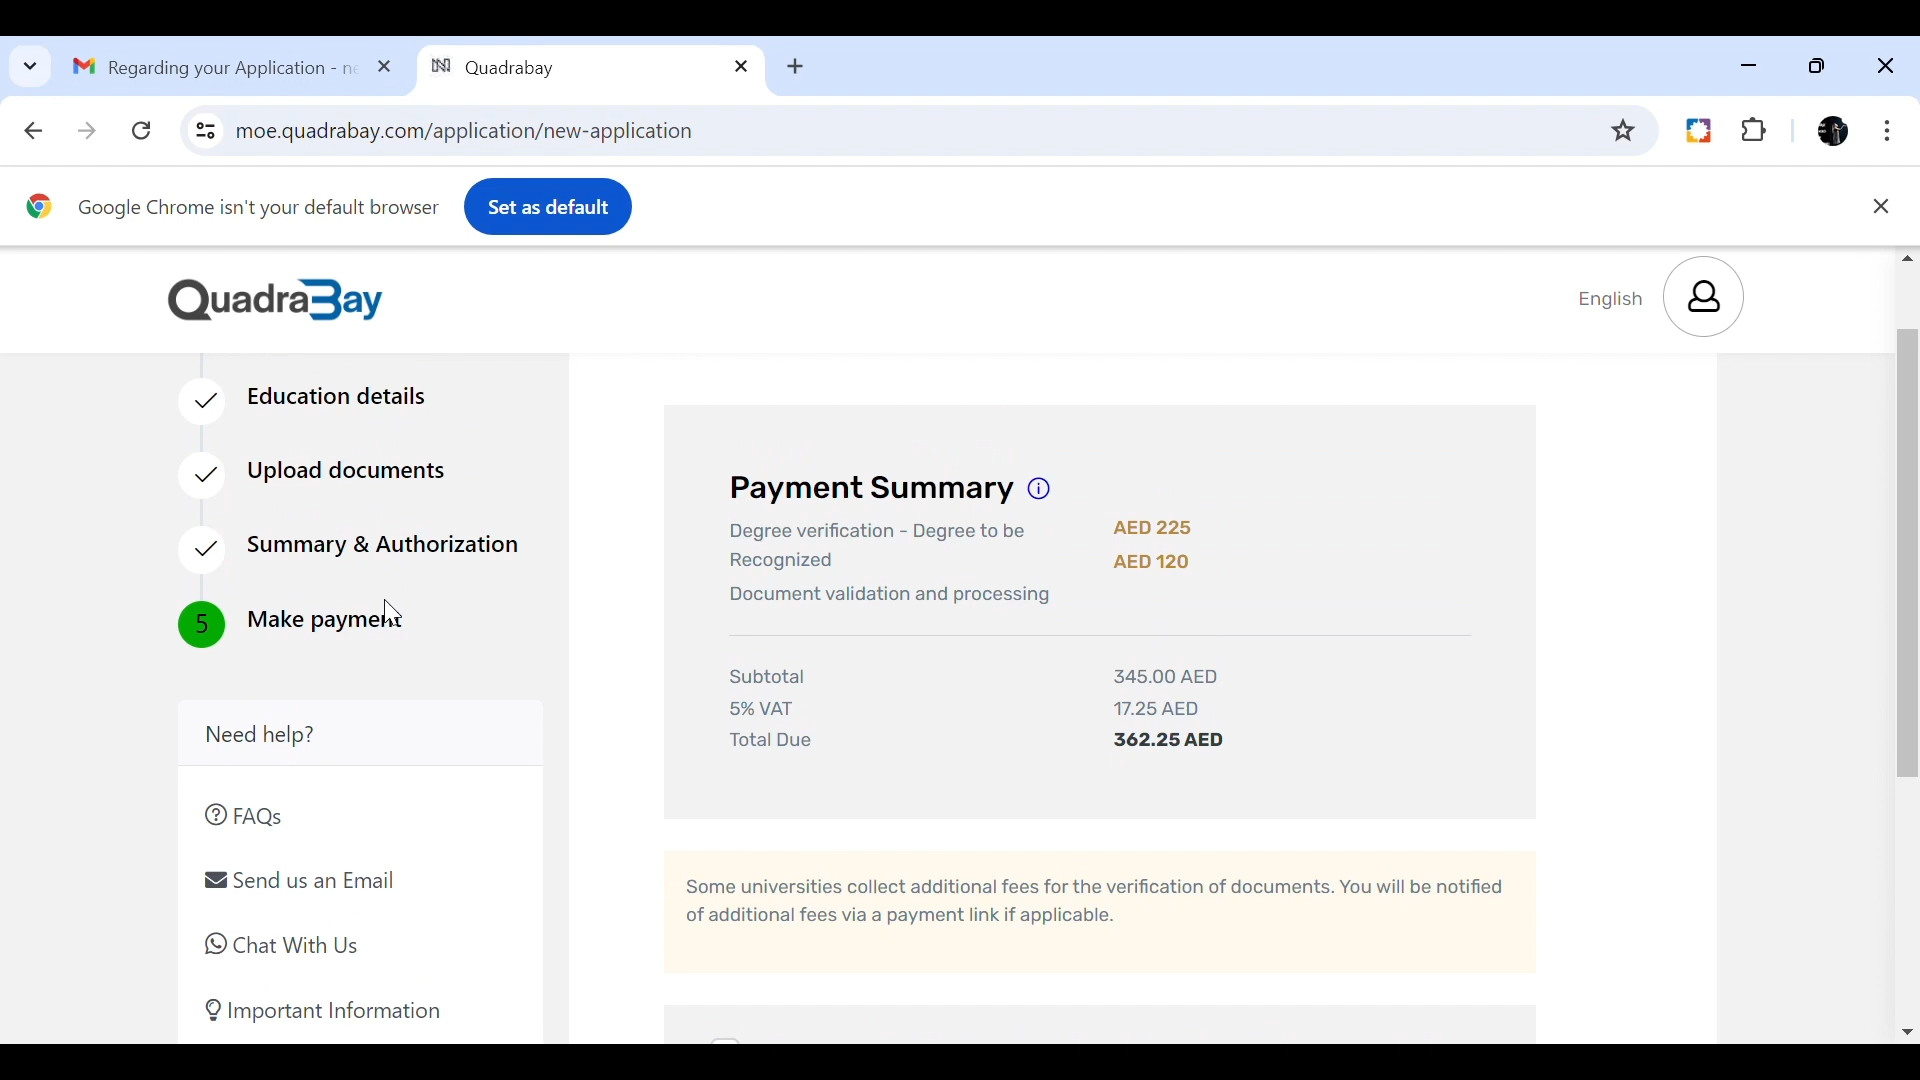 Regarding your Application - ne
Quadrabay
moe.quadrabay.com/application/new-application
Google Chrome isn't your default browser
Set as default
QuadraBay
English
Education details
Upload documents
Summary & Authorization
5 Make payment
Need help?
FAQs
Send us an Email
Chat With Us
Important Information
Payment Summary
Degree verification - Degree to be AED 225
Recognized AED 120
Document validation and processing
Subtotal 345.00 AED
5% VAT 17.25 AED
Total Due 362.25 AED
Some universities collect additional fees for the verification of documents. You will be notified
of additional fees via a payment link if applicable.